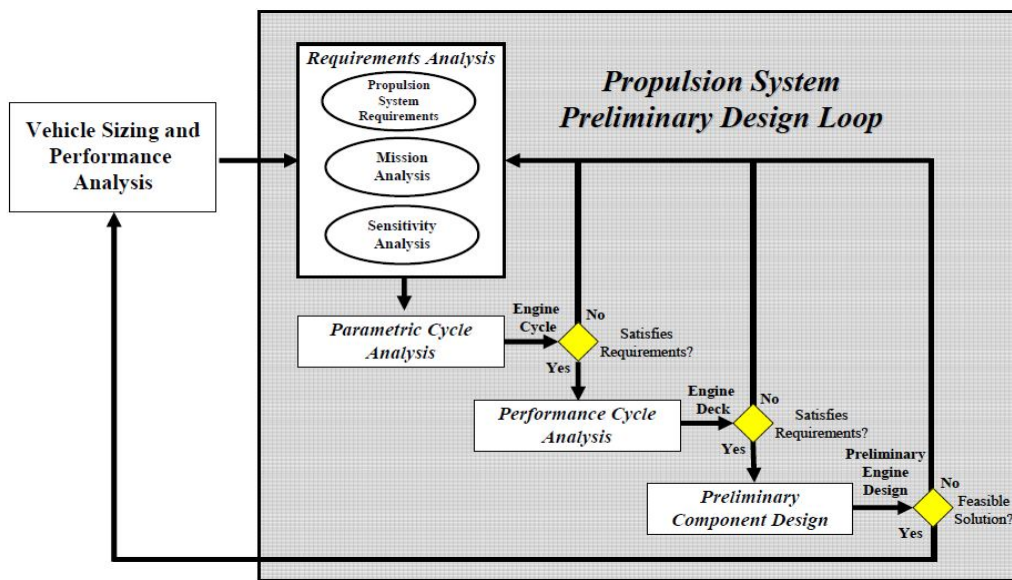 Requirements Analysis
Propulsion
System
Requirements
Mission
Analysis
Sensitivity
Analysis
Propulsion System
Preliminary Design Loop
Vehicle Sizing and
Performance
Analysis
Parametric Cycle
Analysis
Engine
Cycle
No
Satisfies
Requirements?
Yes
Performance Cycle
Analysis
Engine
Deck
No
Satisfies
Requirements?
Yes
Preliminary
Component Design
Preliminary
Engine
Design
No
Feasible
Solution?
Yes